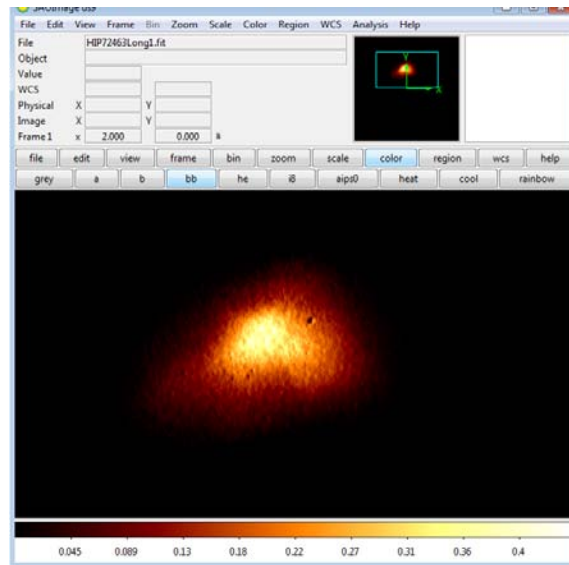 SAOImage ds9
File Edit View Frame Bin Zoom Scale Color Region WCS Analysis Help
File HIP72463Long1.fit
Object
Value
WCS
Physical X Y
Image X Y
Frame 1 x 2.000 0.000 °
Y
X
file edit view frame bin zoom scale color region wcs help
grey a b bb he i8 aips0 heat cool rainbow
0.045 0.089 0.13 0.18 0.22 0.27 0.31 0.36 0.4